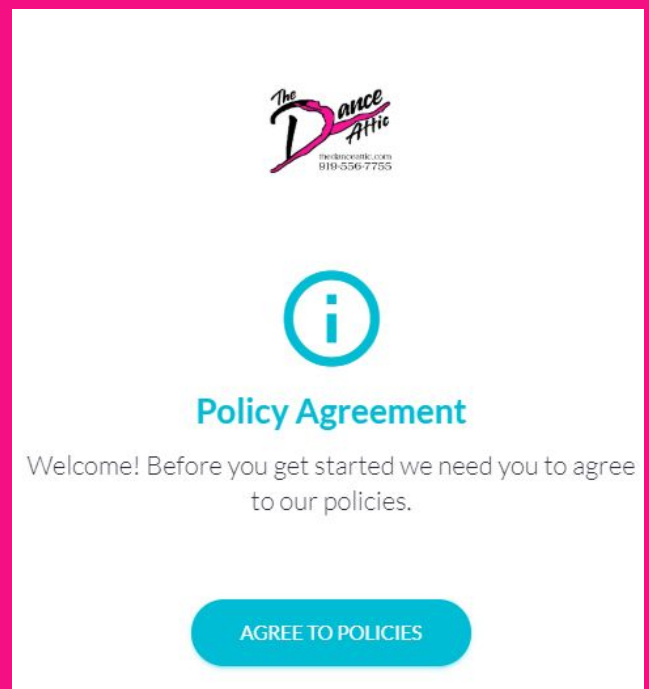 The
Dance
Attic
thedanceattic.com
919-556-7755
i
Policy Agreement
Welcome! Before you get started we need you to agree
to our policies.
AGREE TO POLICIES